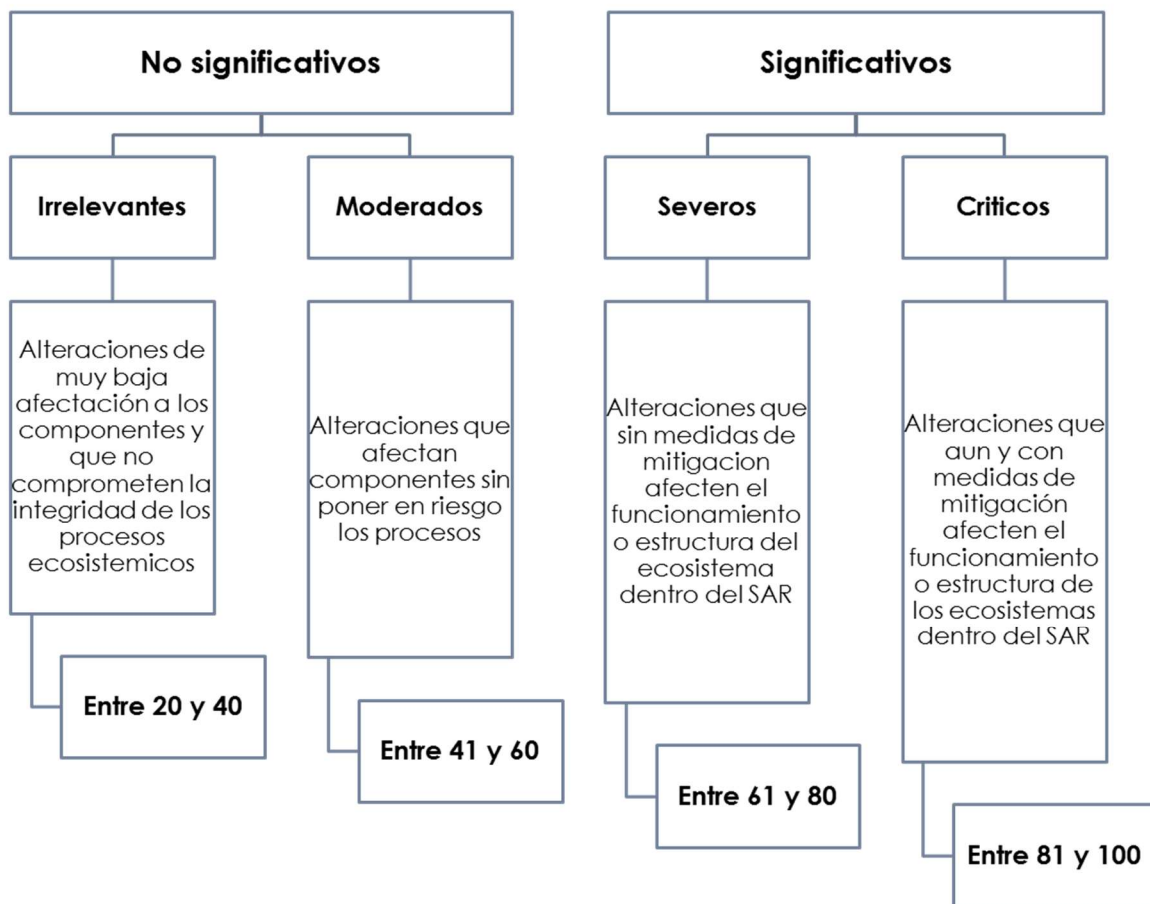 No significativos
Irrelevantes
Alteraciones de
muy baja
afectación a los
componentes y
que no
comprometen la
integridad de los
procesos
ecosistemicos
Entre 20 y 40
Moderados
Alteraciones que
afectan
componentes sin
poner en riesgo
los procesos
Entre 41 y 60
Significativos
Severos
Alteraciones que
sin medidas de
mitigacion
afecten el
funcionamiento
o estructura del
ecosistema
dentro del SAR
Entre 61 y 80
Criticos
Alteraciones que
aun y con
medidas de
mitigación
afecten el
funcionamiento
o estructura de
los ecosistemas
dentro del SAR
Entre 81 y 100